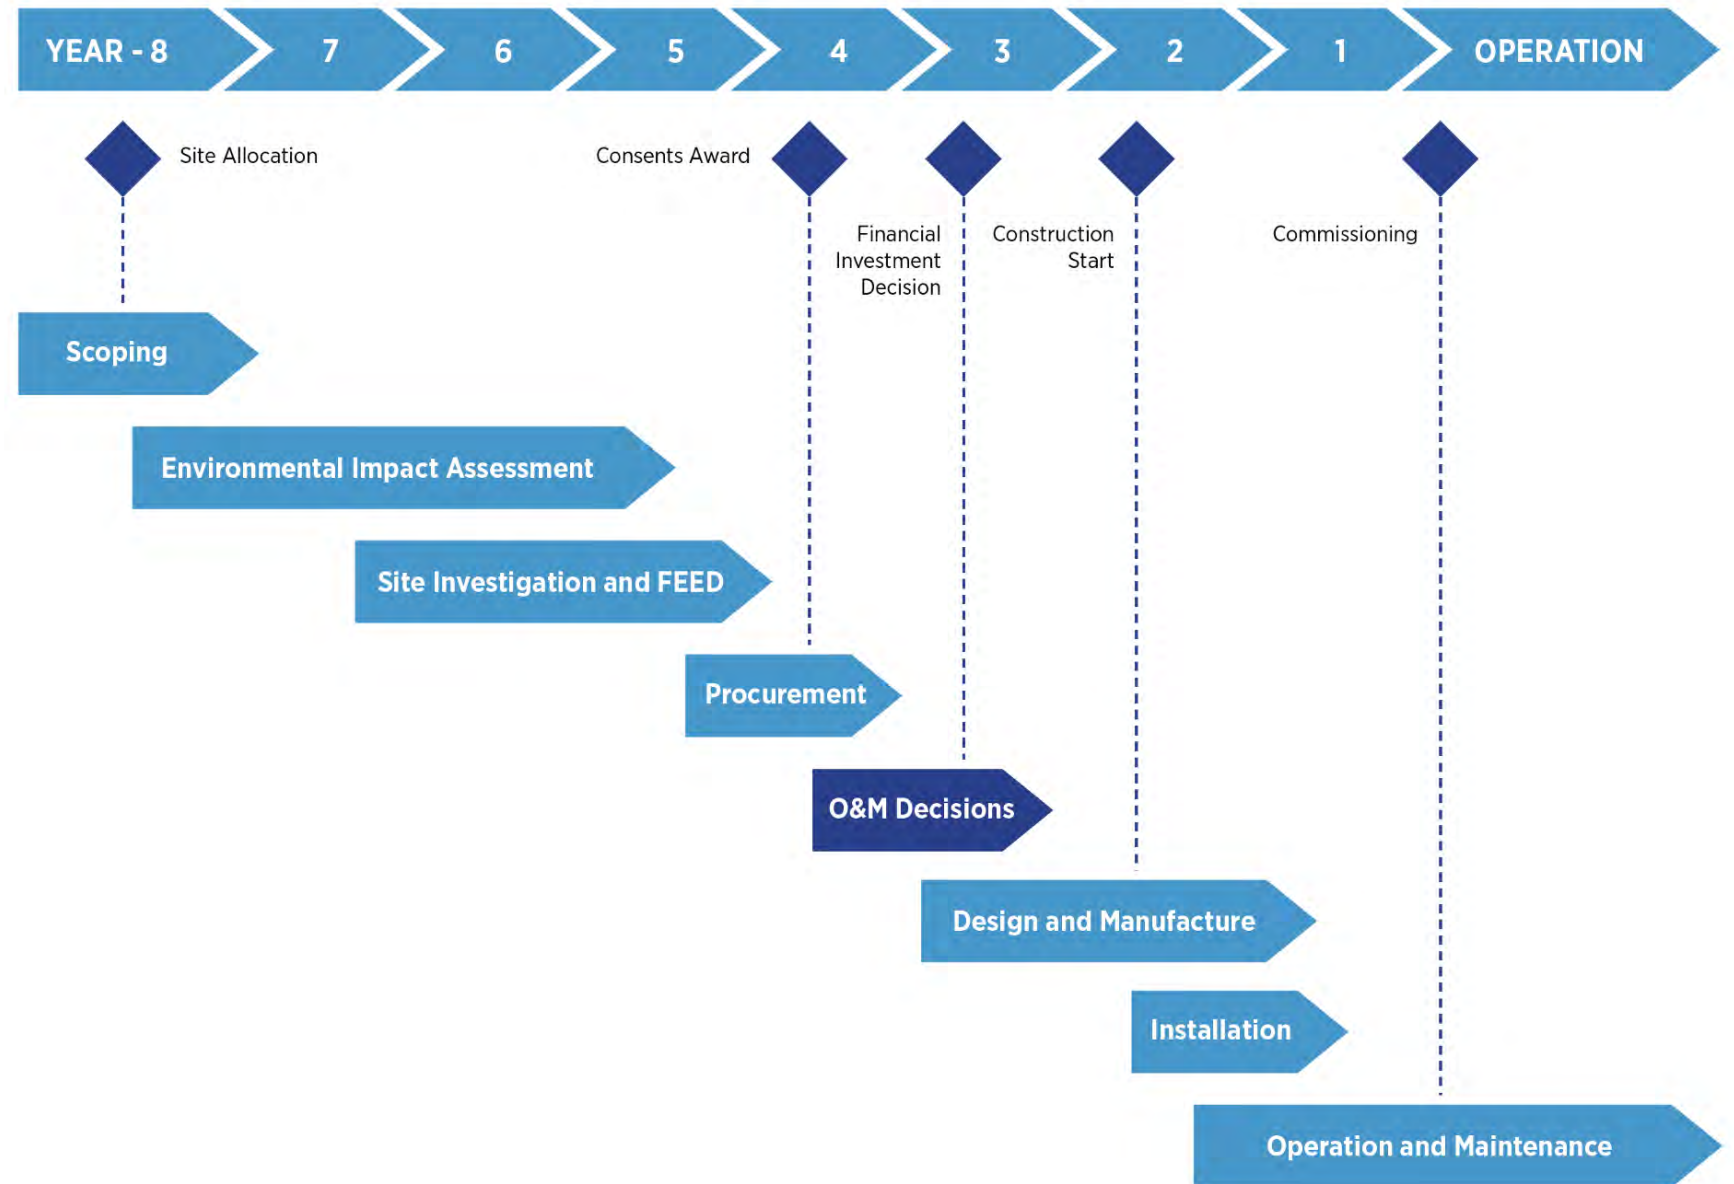 YEAR - 8
7
6
5
4
3
2
1
OPERATION
Site Allocation
Consents Award
Financial
Investment
Decision
Construction
Start
Commissioning
Scoping
Environmental Impact Assessment
Site Investigation and FEED
Procurement
O&M Decisions
Design and Manufacture
Installation
Operation and Maintenance